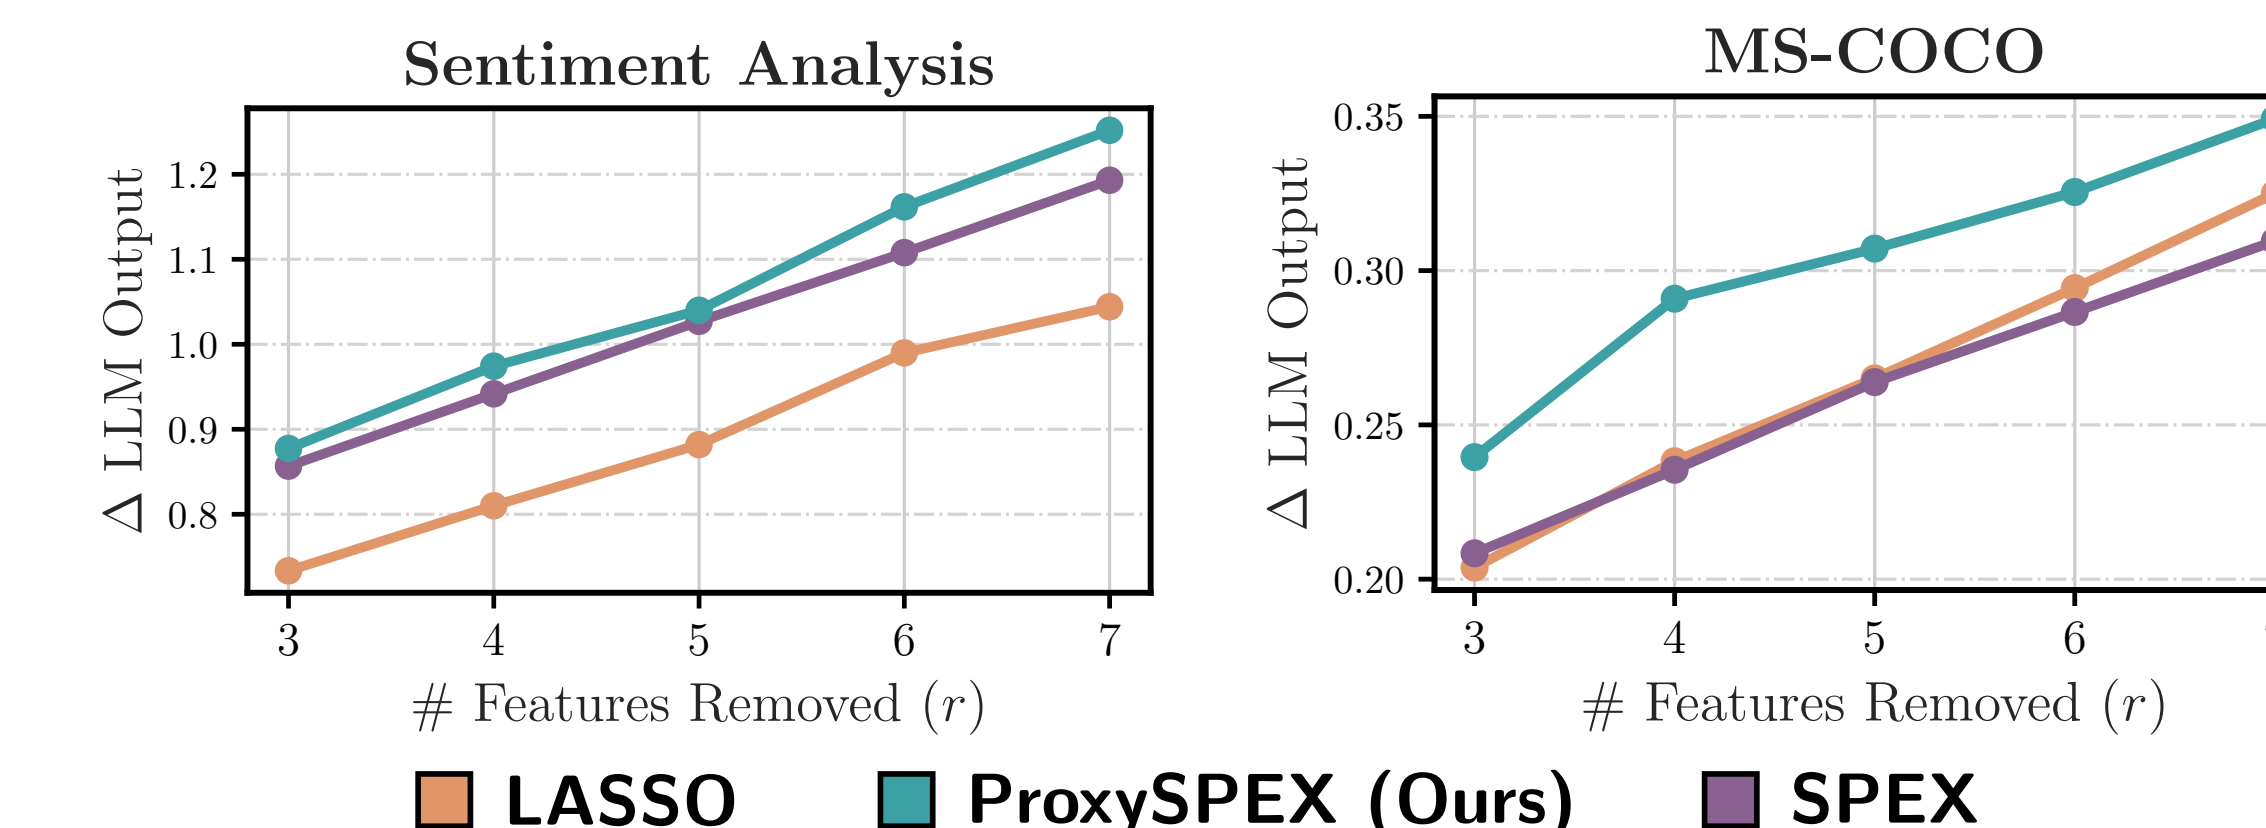 Sentiment Analysis
Δ LLM Output
1.2
1.1
1.0
0.9
0.8
3 4 5 6 7
# Features Removed (r)
MS-COCO
Δ LLM Output
0.35
0.30
0.25
0.20
3 4 5 6
# Features Removed (r)
LASSO ProxySPEX (Ours) SPEX